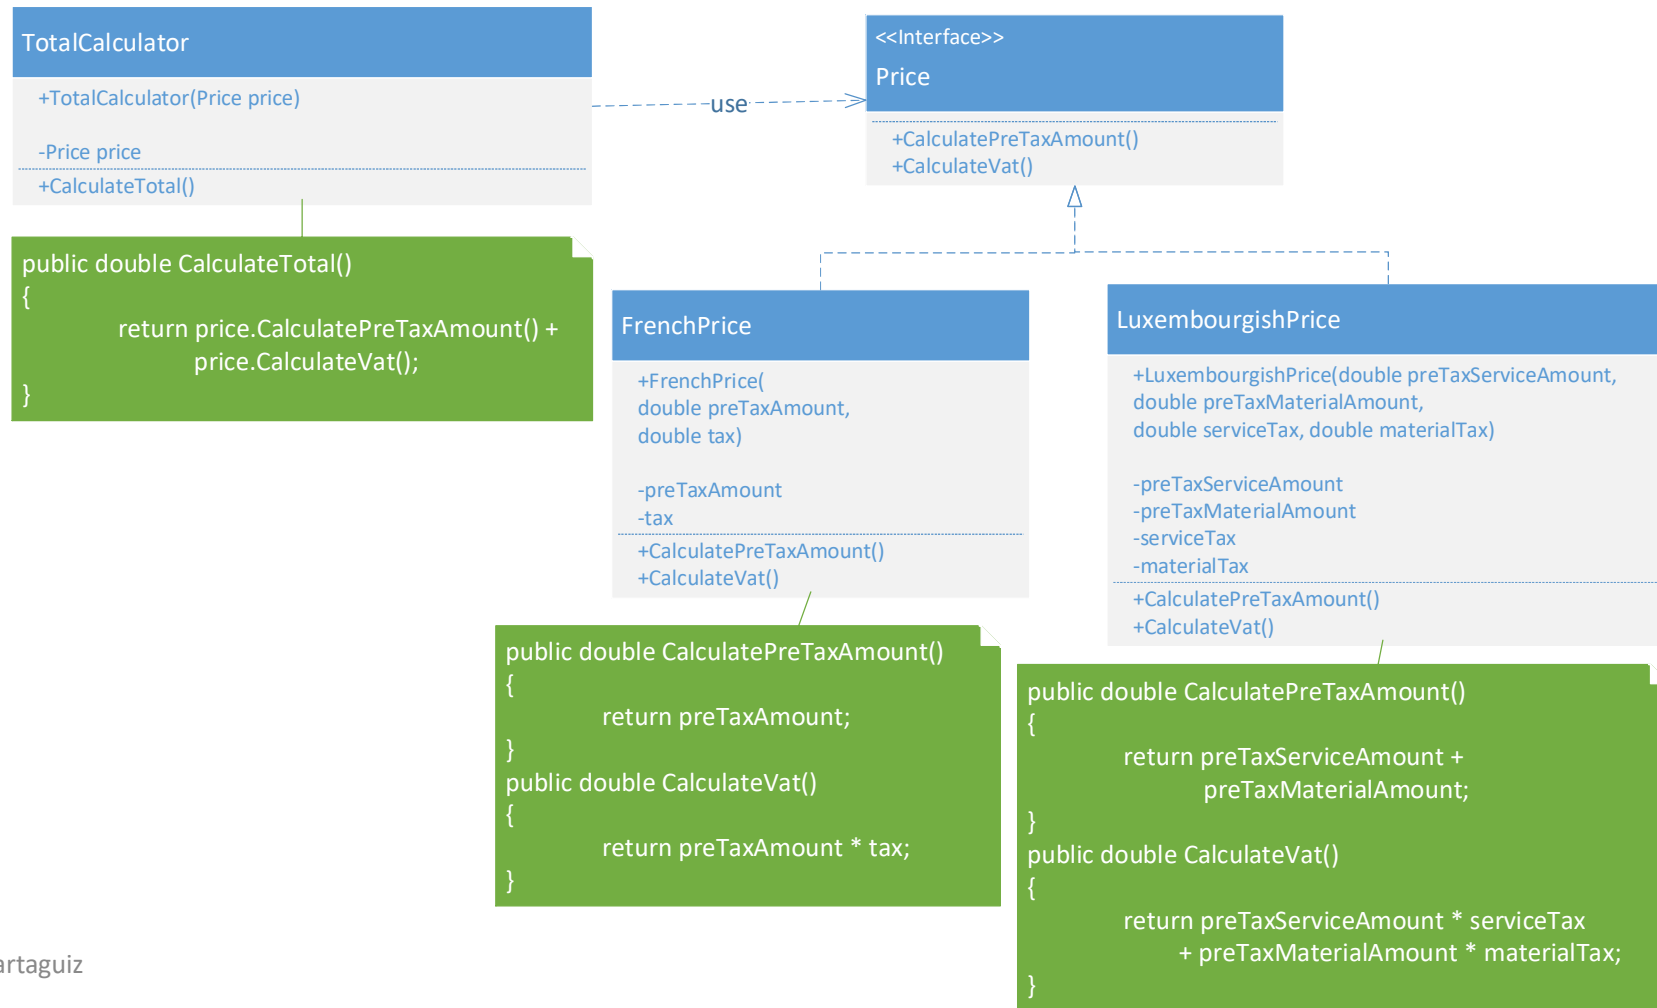 TotalCalculator
+TotalCalculator(Price price)
-Price price
+CalculateTotal()
public double CalculateTotal()
{
return price.CalculatePreTaxAmount() +
price.CalculateVat();
}
use
<<Interface>>
Price
+CalculatePreTaxAmount()
+CalculateVat()
FrenchPrice
+FrenchPrice(
double preTaxAmount,
double tax)
-preTaxAmount
-tax
+CalculatePreTaxAmount()
+CalculateVat()
public double CalculatePreTaxAmount()
{
return preTaxAmount;
}
public double CalculateVat()
{
return preTaxAmount * tax;
}
LuxembourgishPrice
+LuxembourgishPrice(double preTaxServiceAmount,
double preTaxMaterialAmount,
double serviceTax, double materialTax)
-preTaxServiceAmount
-preTaxMaterialAmount
-serviceTax
-materialTax
+CalculatePreTaxAmount()
+CalculateVat()
public double CalculatePreTaxAmount()
{
return preTaxServiceAmount +
preTaxMaterialAmount;
}
public double CalculateVat()
{
return preTaxServiceAmount * serviceTax
+ preTaxMaterialAmount * materialTax;
}
artaguiz